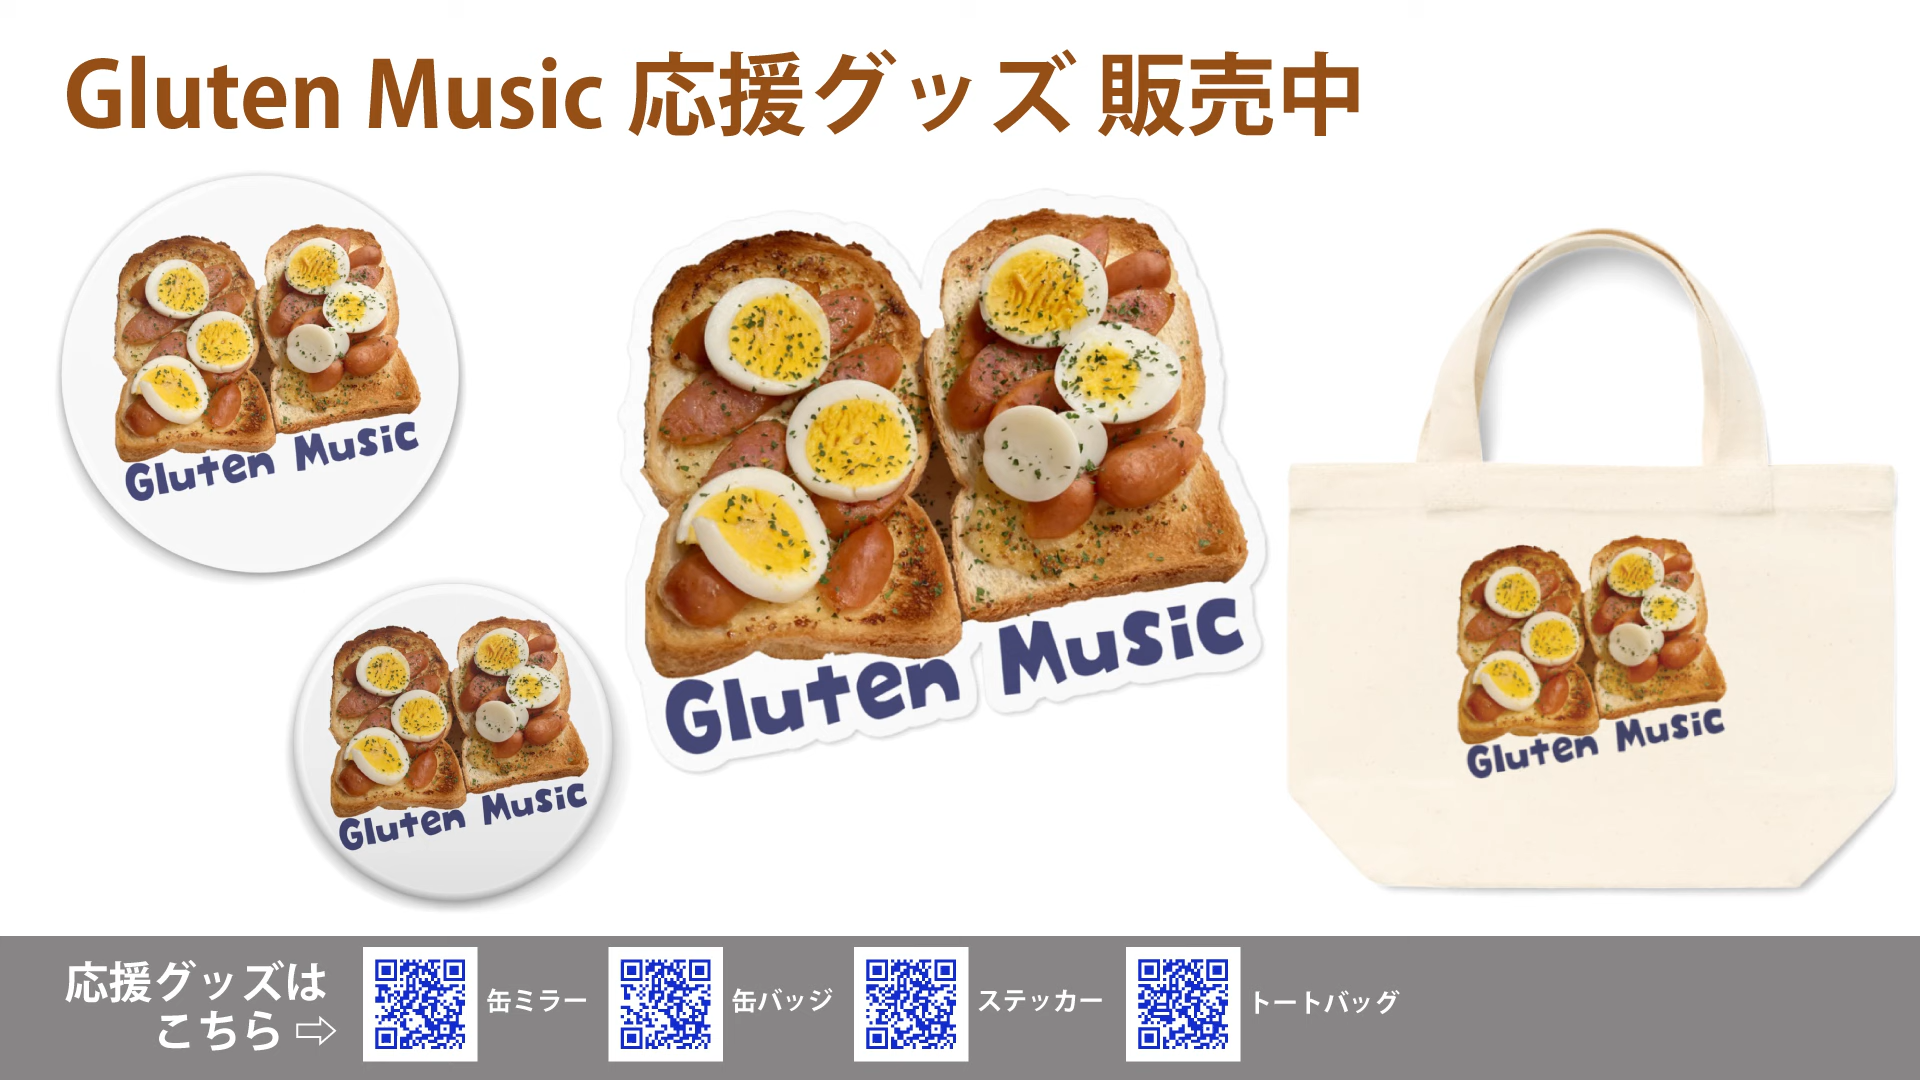 Gluten Music 応援グッズ 販売中
Gluten Music
Gluten Music
Gluten Music
Gluten Music
応援グッズは
こちら ⇨
缶ミラー
缶バッジ
ステッカー
トートバッグ